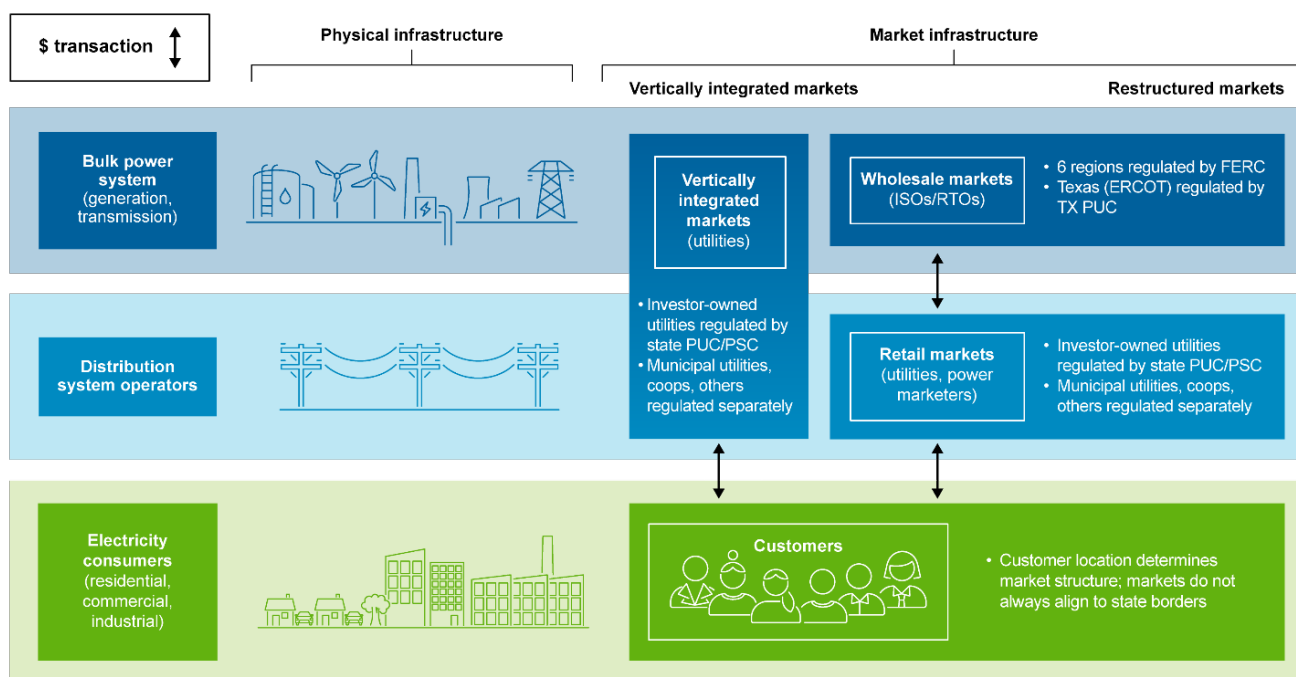 $ transaction
Physical infrastructure
Market infrastructure
Vertically integrated markets
Restructured markets
Bulk power
system
(generation,
transmission)
Vertically
integrated
markets
(utilities)
Wholesale markets
(ISOs/RTOs)
• 6 regions regulated by FERC
• Texas (ERCOT) regulated by
TX PUC
Distribution
system operators
• Investor-owned
utilities regulated by
state PUC/PSC
• Municipal utilities,
coops, others
regulated separately
Retail markets
(utilities, power
marketers)
• Investor-owned utilities
regulated by state PUC/PSC
• Municipal utilities, coops,
others regulated separately
Electricity
consumers
(residential,
commercial,
industrial)
Customers
• Customer location determines
market structure; markets do not
always align to state borders